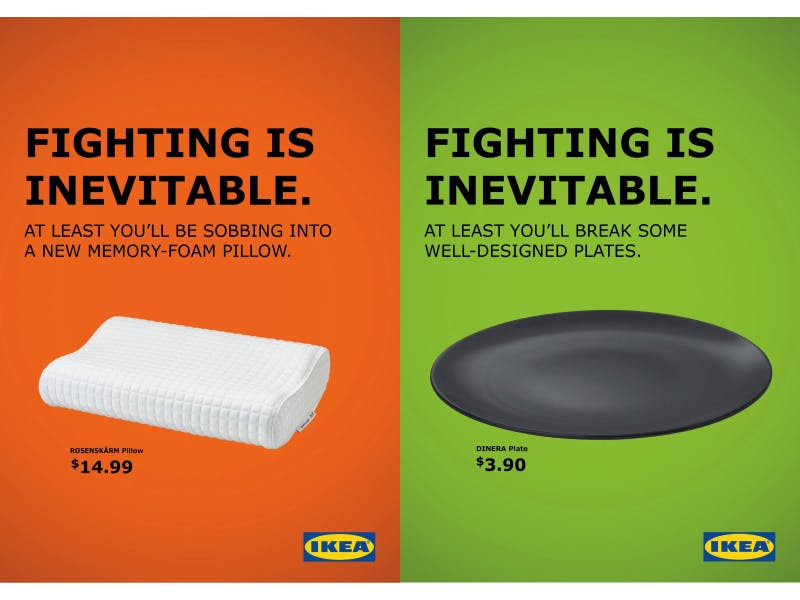 FIGHTING IS
INEVITABLE.
AT LEAST YOU’LL BE SOBBING INTO
A NEW MEMORY-FOAM PILLOW.
ROSENSKÄRM Pillow
$14.99
IKEA
FIGHTING IS
INEVITABLE.
AT LEAST YOU’LL BREAK SOME
WELL-DESIGNED PLATES.
DINERA Plate
$3.90
IKEA